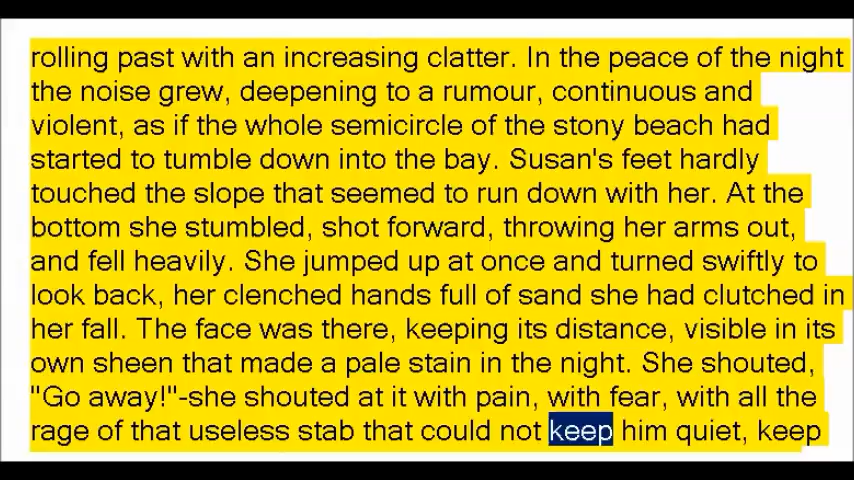 rolling past with an increasing clatter. In the peace of the night
the noise grew, deepening to a rumour, continuous and
violent, as if the whole semicircle of the stony beach had
started to tumble down into the bay. Susan's feet hardly
touched the slope that seemed to run down with her. At the
bottom she stumbled, shot forward, throwing her arms out,
and fell heavily. She jumped up at once and turned swiftly to
look back, her clenched hands full of sand she had clutched in
her fall. The face was there, keeping its distance, visible in its
own sheen that made a pale stain in the night. She shouted,
"Go away!"-she shouted at it with pain, with fear, with all the
rage of that useless stab that could not keep him quiet, keep